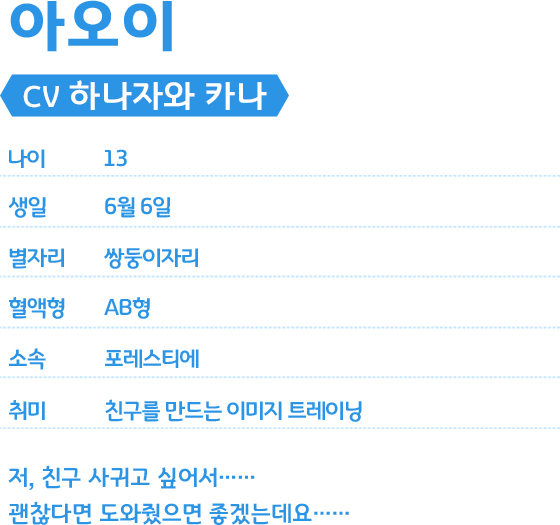 아오이
CV 하나자와 카나
나이 13
생일 6월 6일
별자리 쌍둥이자리
혈액형 AB형
소속 포레스티에
취미 친구를 만드는 이미지 트레이닝
저, 친구 사귀고 싶어서……
괜찮다면 도와줬으면 좋겠는데요……